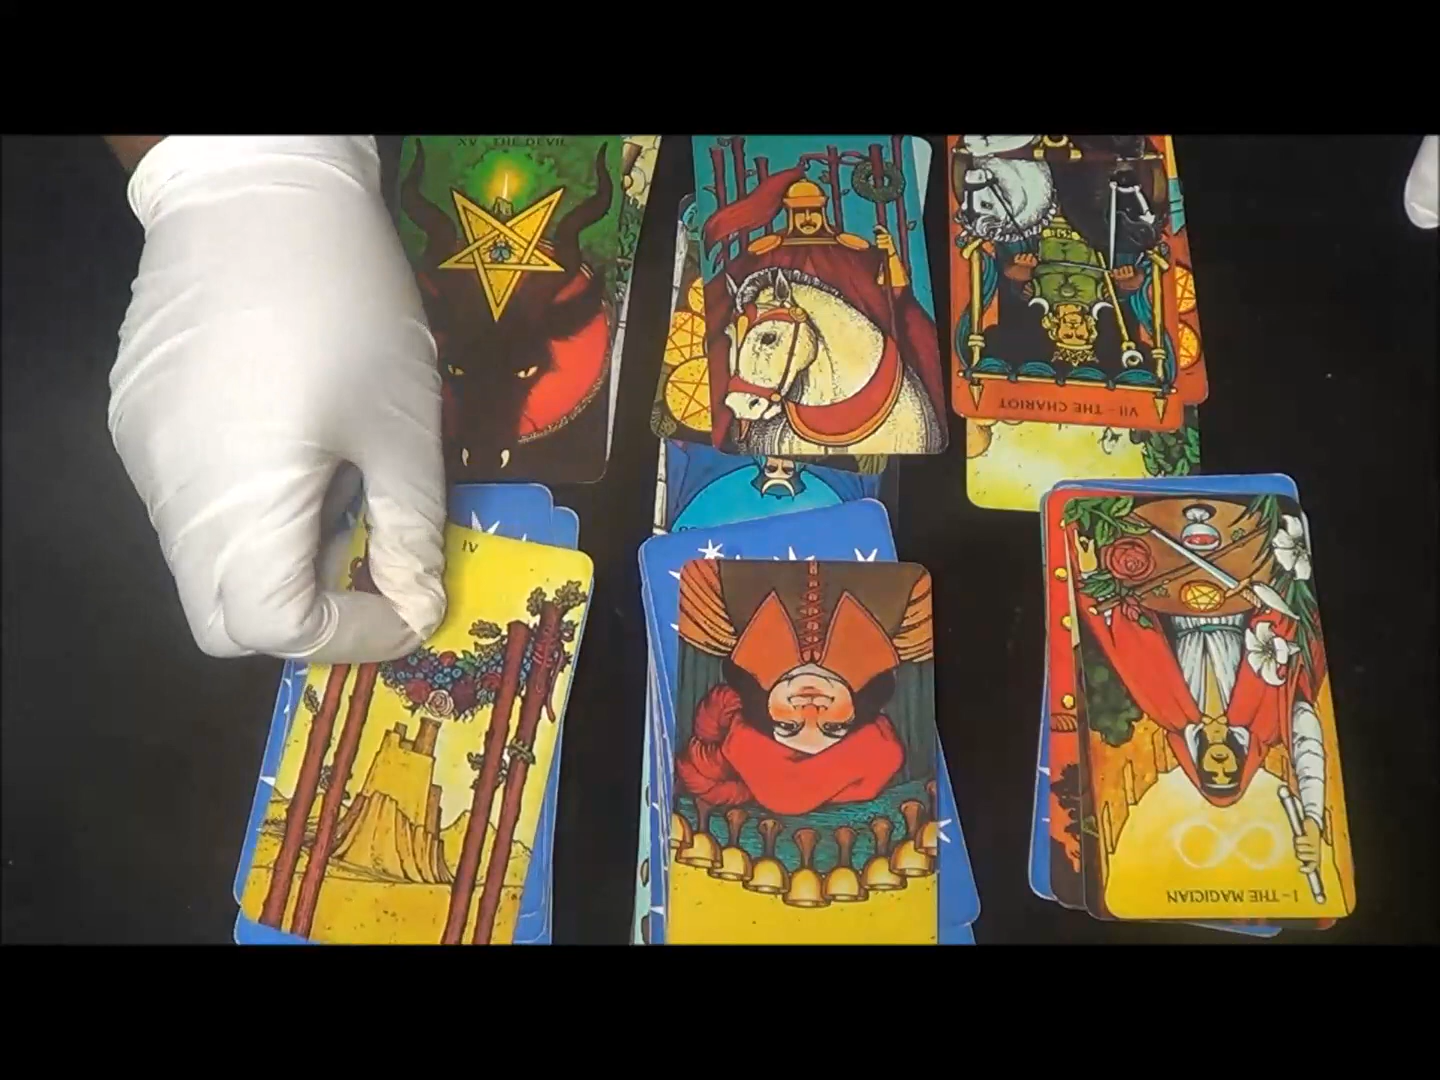 XV - THE DEVIL
VII - THE CHARIOT
IV
I - THE MAGICIAN